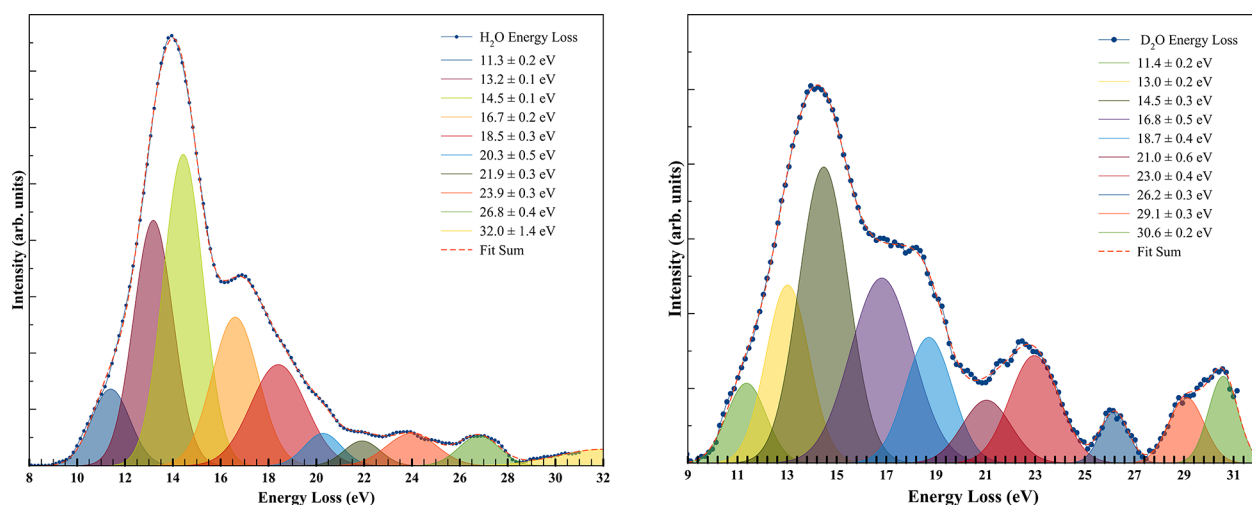 Intensity (arb. units)
H₂O Energy Loss
11.3 ± 0.2 eV
13.2 ± 0.1 eV
14.5 ± 0.1 eV
16.7 ± 0.2 eV
18.5 ± 0.3 eV
20.3 ± 0.5 eV
21.9 ± 0.3 eV
23.9 ± 0.3 eV
26.8 ± 0.4 eV
32.0 ± 1.4 eV
Fit Sum
8 10 12 14 16 18 20 22 24 26 28 30 32
Energy Loss (eV)
Intensity (arb. units)
D₂O Energy Loss
11.4 ± 0.2 eV
13.0 ± 0.2 eV
14.5 ± 0.3 eV
16.8 ± 0.5 eV
18.7 ± 0.4 eV
21.0 ± 0.6 eV
23.0 ± 0.4 eV
26.2 ± 0.3 eV
29.1 ± 0.3 eV
30.6 ± 0.2 eV
Fit Sum
9 11 13 15 17 19 21 23 25 27 29 31
Energy Loss (eV)